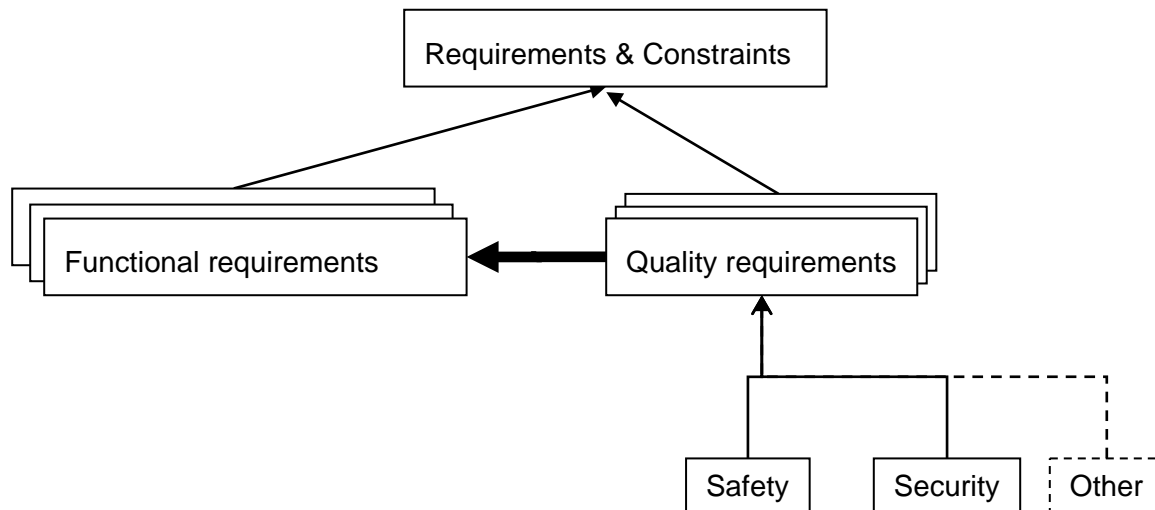 Requirements & Constraints
Functional requirements
Quality requirements
Safety
Security
Other